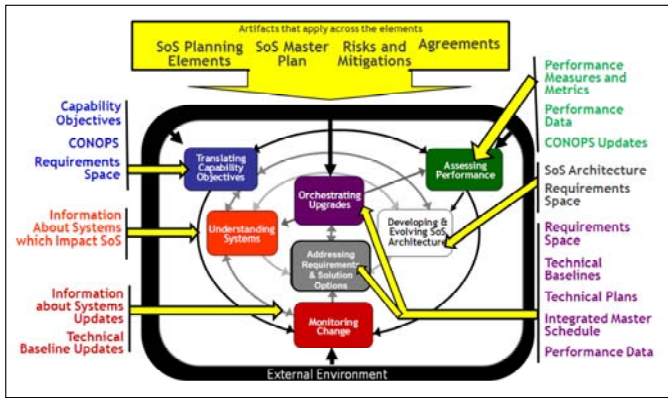 Artifacts that apply across the elements
SoS Planning
Elements
SoS Master
Plan
Risks and
Mitigations
Agreements
Capability
Objectives
CONOPS
Requirements
Space
Information
About Systems
which Impact SoS
Information
about Systems
Updates
Technical
Baseline Updates
Translating
Capability
Objectives
Assessing
Performance
Orchestrating
Upgrades
Understanding
Systems
Developing &
Evolving SoS
Architecture
Addressing
Requirements
& Solution
Options
Monitoring
Change
External Environment
Performance
Measures and
Metrics
Performance
Data
CONOPS Updates
SoS Architecture
Requirements
Space
Requirements
Space
Technical
Baselines
Technical Plans
Integrated Master
Schedule
Performance Data